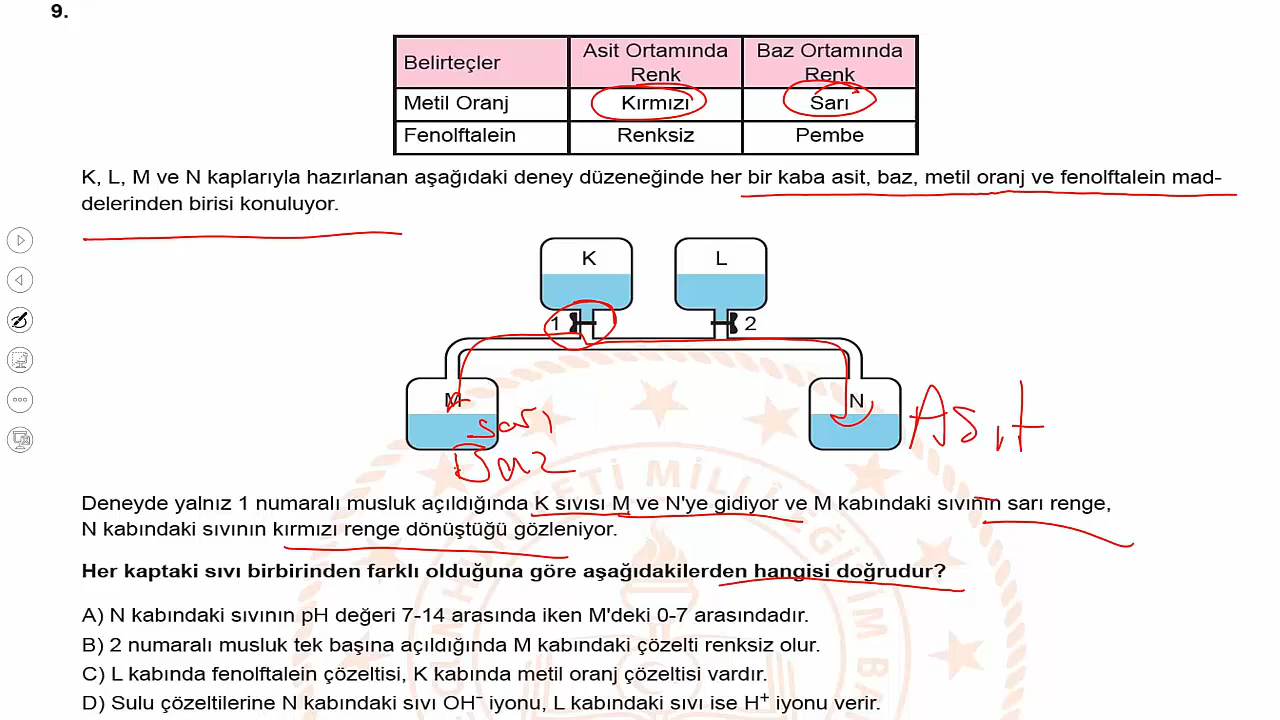 9.
Belirteçler
Asit Ortamında
Renk
Baz Ortamında
Renk
Metil Oranj
Kırmızı
Sarı
Fenolftalein
Renksiz
Pembe
K, L, M ve N kaplarıyla hazırlanan aşağıdaki deney düzeneğinde her bir kaba asit, baz, metil oranj ve fenolftalein mad-
delerinden birisi konuluyor.
K
L
1
2
M
N
Sarı
Baz
Asit
Deneyde yalnız 1 numaralı musluk açıldığında K sıvısı M ve N'ye gidiyor ve M kabındaki sıvının sarı renge,
N kabındaki sıvının kırmızı renge dönüştüğü gözleniyor.
Her kaptaki sıvı birbirinden farklı olduğuna göre aşağıdakilerden hangisi doğrudur?
A) N kabındaki sıvının pH değeri 7-14 arasında iken M'deki 0-7 arasındadır.
B) 2 numaralı musluk tek başına açıldığında M kabındaki çözelti renksiz olur.
C) L kabında fenolftalein çözeltisi, K kabında metil oranj çözeltisi vardır.
D) Sulu çözeltilerine N kabındaki sıvı OH⁻ iyonu, L kabındaki sıvı ise H⁺ iyonu verir.